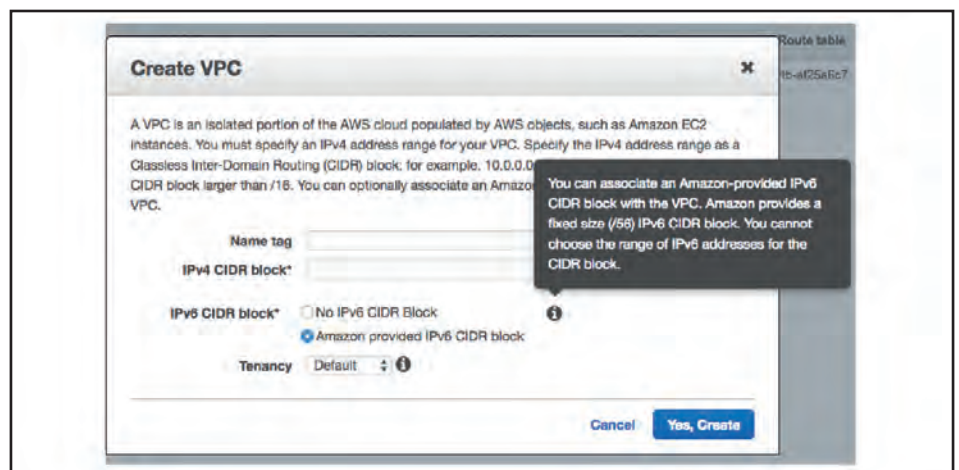 Route table
Create VPC
A VPC is an isolated portion of the AWS cloud populated by AWS objects, such as Amazon EC2
instances. You must specify an IPv4 address range for your VPC. Specify the IPv4 address range as a
Classless Inter-Domain Routing (CIDR) block; for example, 10.0.0.0
CIDR block larger than /16. You can optionally associate an Amazon
VPC.
You can associate an Amazon-provided IPv6
CIDR block with the VPC. Amazon provides a
fixed size (/56) IPv6 CIDR block. You cannot
choose the range of IPv6 addresses for the
CIDR block.
Name tag
IPv4 CIDR block*
IPv6 CIDR block*
No IPv6 CIDR Block
Amazon provided IPv6 CIDR block
Tenancy
Default
Cancel
Yes, Create